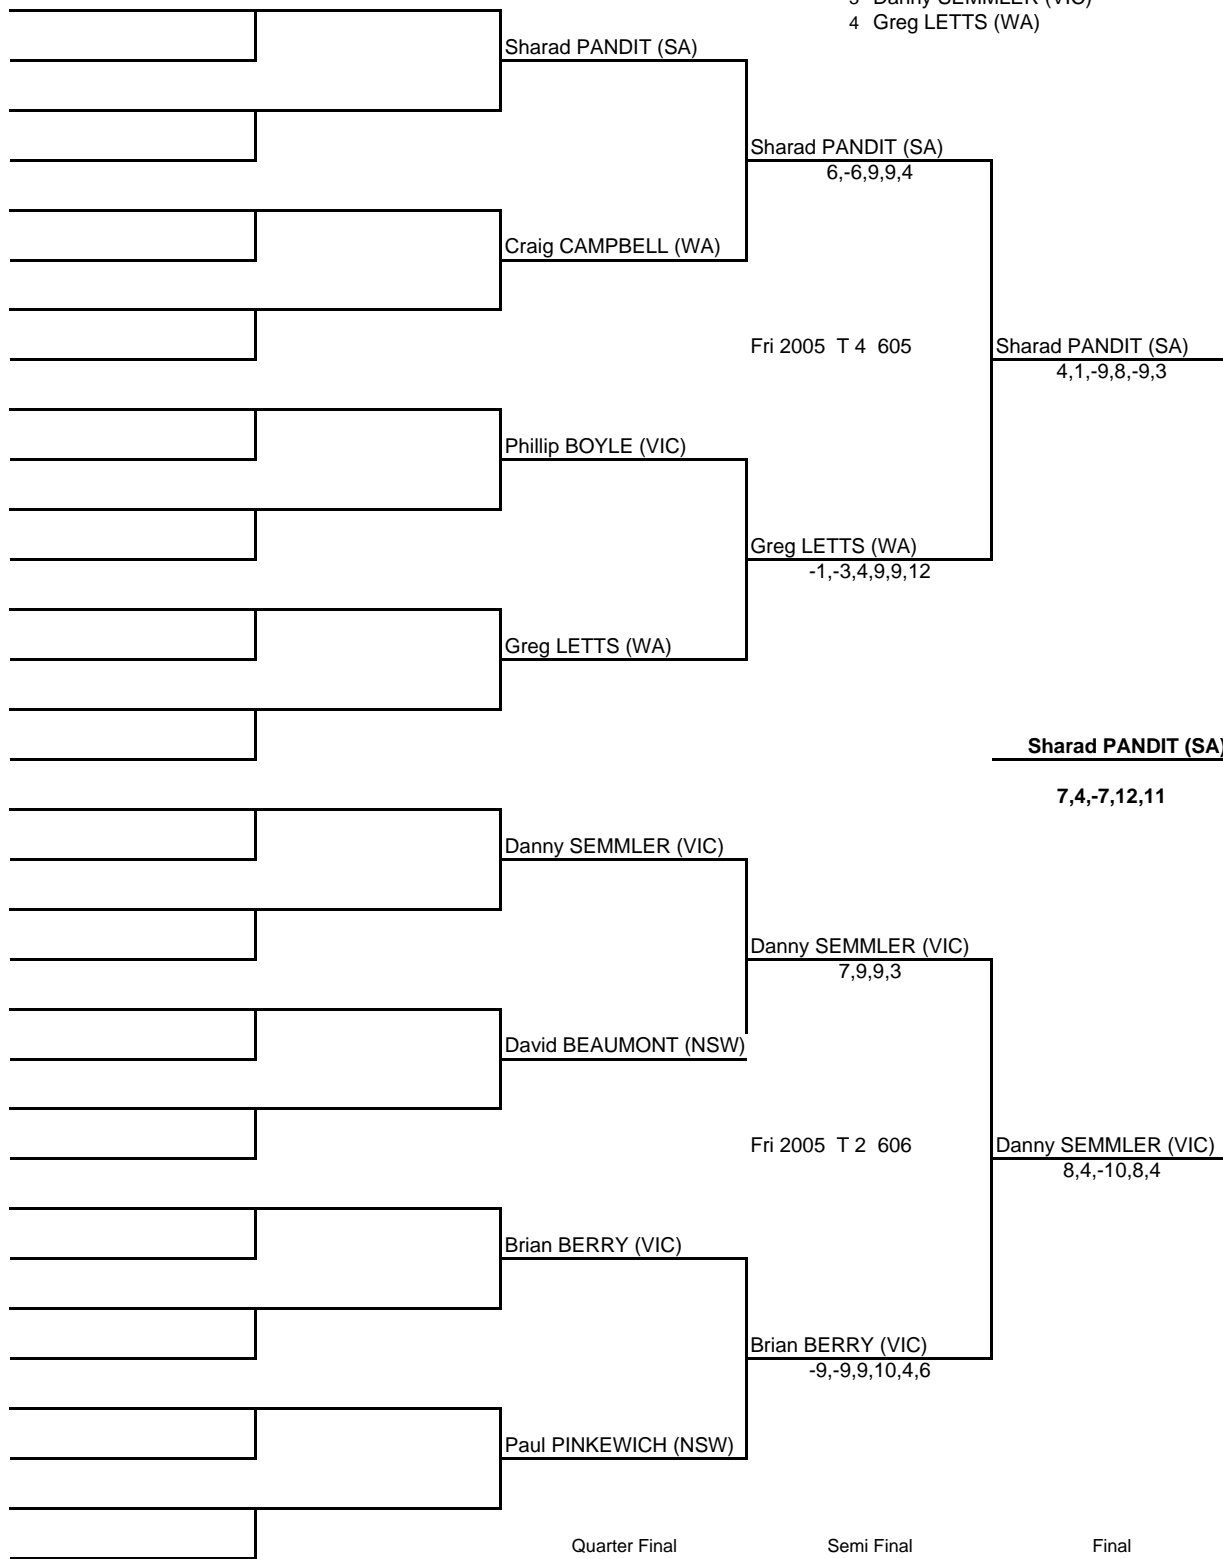 3 Danny SEMMLER (VIC)
4 Greg LETTS (WA)
Sharad PANDIT (SA)
Sharad PANDIT (SA)
6,-6,9,9,4
Craig CAMPBELL (WA)
Fri 2005 T 4 605
Sharad PANDIT (SA)
4,1,-9,8,-9,3
Phillip BOYLE (VIC)
Greg LETTS (WA)
-1,-3,4,9,9,12
Greg LETTS (WA)
Sharad PANDIT (SA)
7,4,-7,12,11
Danny SEMMLER (VIC)
Danny SEMMLER (VIC)
7,9,9,3
David BEAUMONT (NSW)
Fri 2005 T 2 606
Danny SEMMLER (VIC)
8,4,-10,8,4
Brian BERRY (VIC)
Brian BERRY (VIC)
-9,-9,9,10,4,6
Paul PINKEWICH (NSW)
Quarter Final Semi Final Final